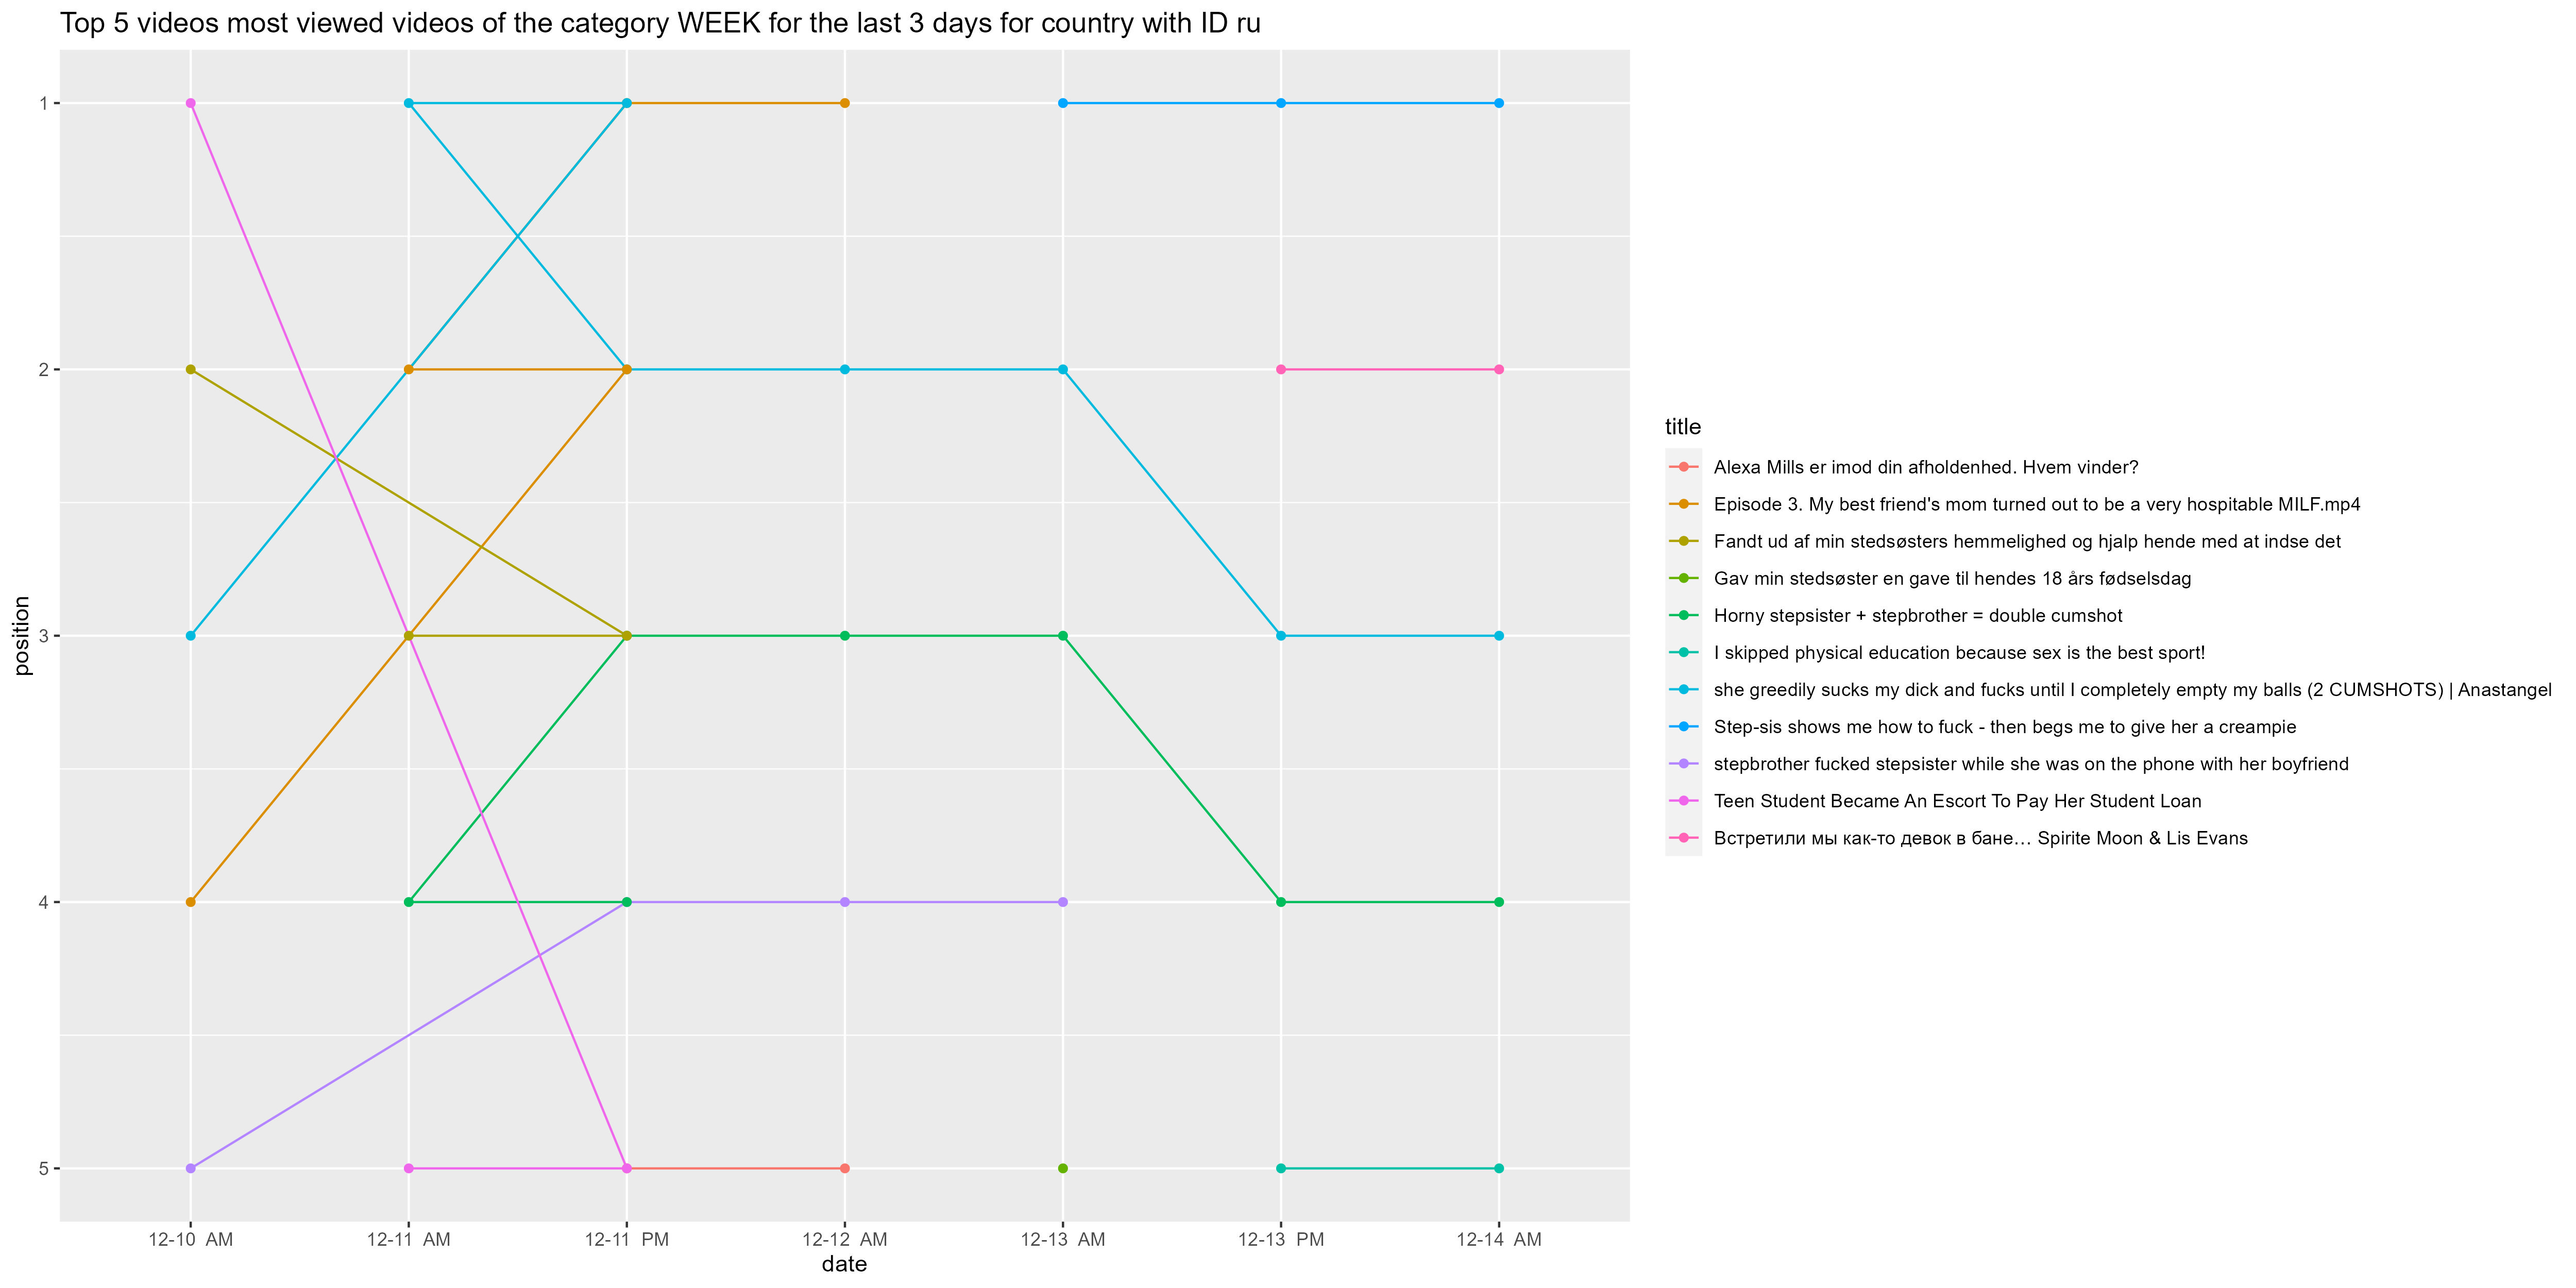 Top 5 videos most viewed videos of the category WEEK for the last 3 days for country with ID ru
1
2
3
4
5
position
12-10 AM
12-11 AM
12-11 PM
12-12 AM
12-13 AM
12-13 PM
12-14 AM
date
title
Alexa Mills er imod din afholdenhed. Hvem vinder?
Episode 3. My best friend's mom turned out to be a very hospitable MILF.mp4
Fandt ud af min stedsøsters hemmelighed og hjalp hende med at indse det
Gav min stedsøster en gave til hendes 18 års fødselsdag
Horny stepsister + stepbrother = double cumshot
I skipped physical education because sex is the best sport!
she greedily sucks my dick and fucks until I completely empty my balls (2 CUMSHOTS) | Anastangel
Step-sis shows me how to fuck - then begs me to give her a creampie
stepbrother fucked stepsister while she was on the phone with her boyfriend
Teen Student Became An Escort To Pay Her Student Loan
Встретили мы как-то девок в бане… Spirite Moon & Lis Evans